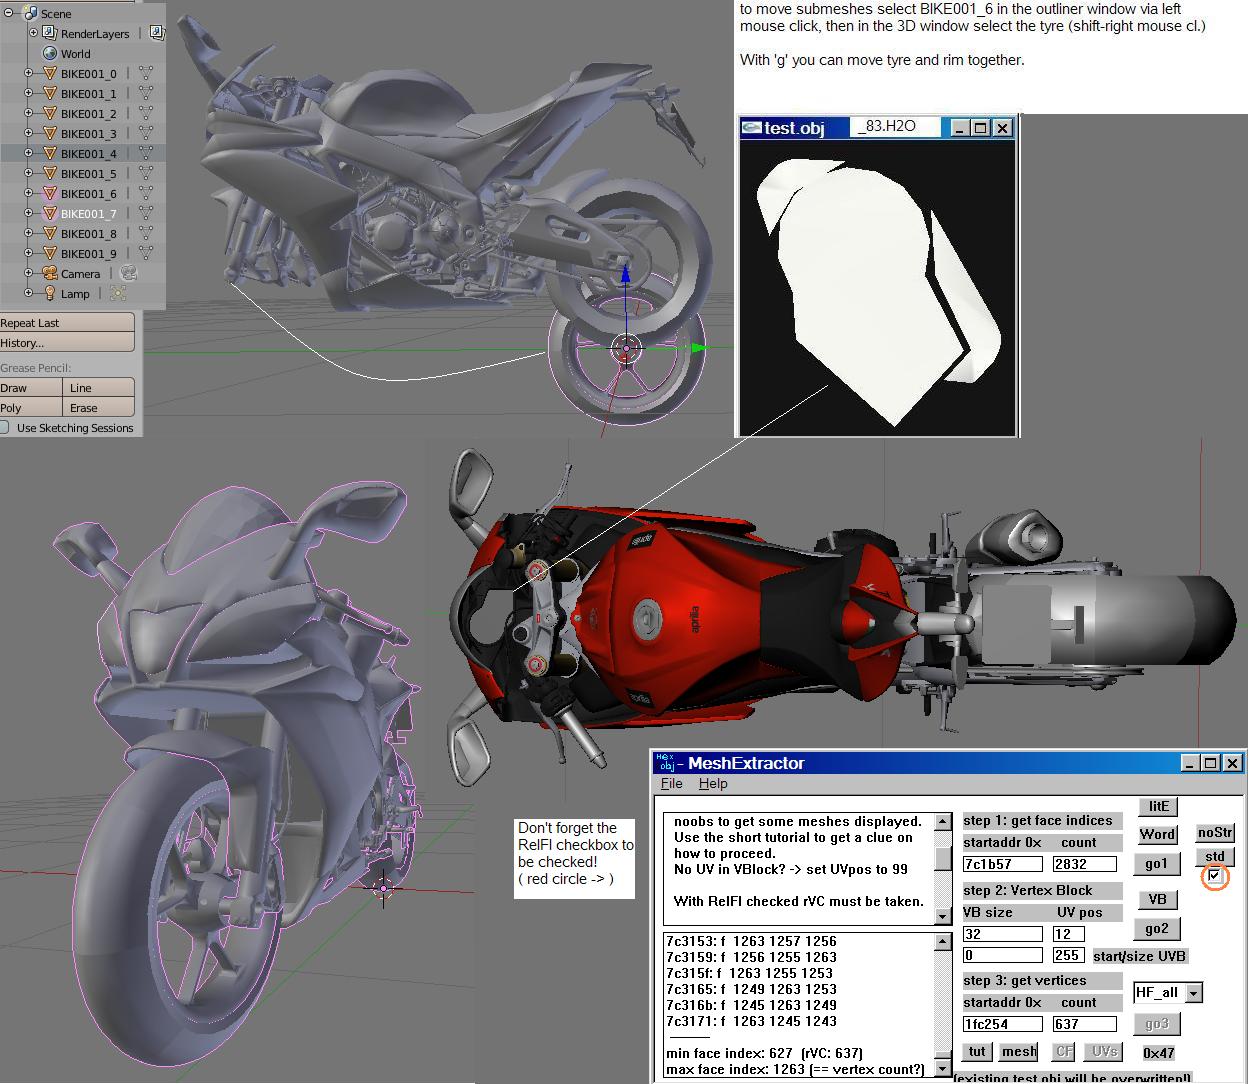 Scene
RenderLayers
World
BIKE001_0
BIKE001_1
BIKE001_2
BIKE001_3
BIKE001_4
BIKE001_5
BIKE001_6
BIKE001_7
BIKE001_8
BIKE001_9
Camera
Lamp
Repeat Last
History...
Grease Pencil:
Draw Line
Poly Erase
Use Sketching Sessions
to move submeshes select BIKE001_6 in the outliner window via left
mouse click, then in the 3D window select the tyre (shift-right mouse cl.)
With 'g' you can move tyre and rim together.
test.obj _83.H2O
aprilia
Don't forget the
RelFI checkbox to
be checked!
( red circle -> )
Hex
obj - MeshExtractor
File Help
noobs to get some meshes displayed.
Use the short tutorial to get a clue on
how to proceed.
No UV in VBlock? -> set UVpos to 99
With RelFI checked rVC must be taken.
7c3153: f 1263 1257 1256
7c3159: f 1256 1255 1263
7c315f: f 1263 1255 1253
7c3165: f 1249 1263 1253
7c316b: f 1245 1263 1249
7c3171: f 1263 1245 1243
min face index: 627 (rVC: 637)
max face index: 1263 (== vertex count?)
step 1: get face indices
startaddr 0x count
7c1b57 2832
step 2: Vertex Block
VB size UV pos
32 12
0 255 start/size UVB
step 3: get vertices
startaddr 0x count
1fc254 637
tut mesh CF UVs 0x47
litE
Word noStr
go1 std
VB
go2
HF_all
go3
(existing test.obj will be overwritten!)